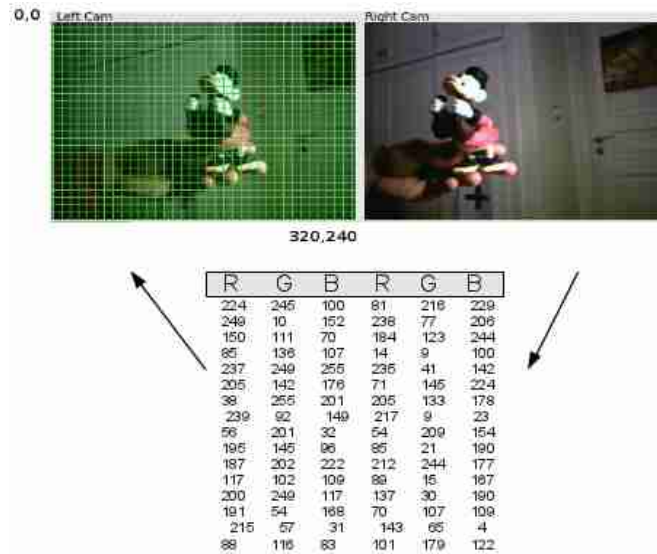 0,0 Left Cam Right Cam
320,240
R G B R G B
224 245 100 81 216 229
249 10 152 238 77 206
150 111 70 184 123 244
85 136 107 14 9 100
237 249 255 235 41 142
205 142 176 71 145 224
38 255 201 205 133 178
239 92 149 217 9 23
56 201 32 54 209 154
195 145 96 85 21 190
187 202 222 212 244 177
117 102 109 89 15 167
200 249 117 137 30 190
191 54 168 70 107 109
215 57 31 143 65 4
88 116 83 101 179 122